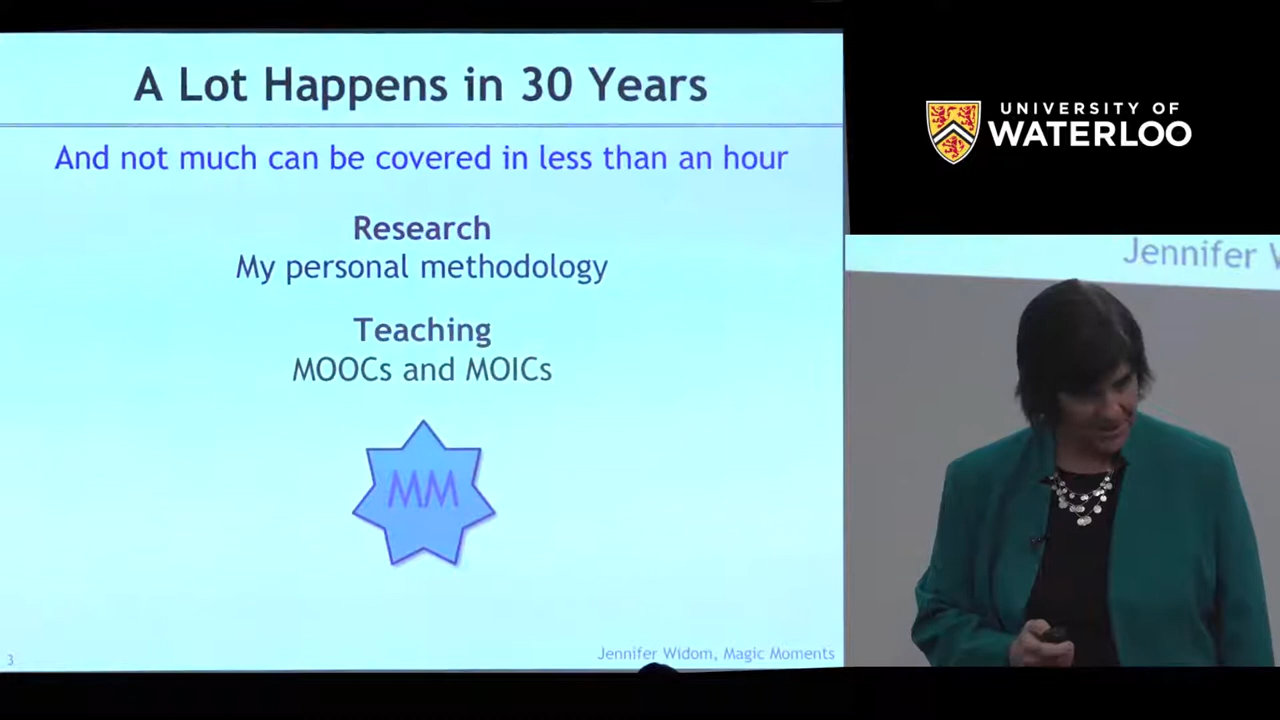 A Lot Happens in 30 Years
And not much can be covered in less than an hour
Research
My personal methodology
Teaching
MOOCs and MOICs
MM
3
Jennifer Widom, Magic Moments
UNIVERSITY OF
WATERLOO
Jennifer W